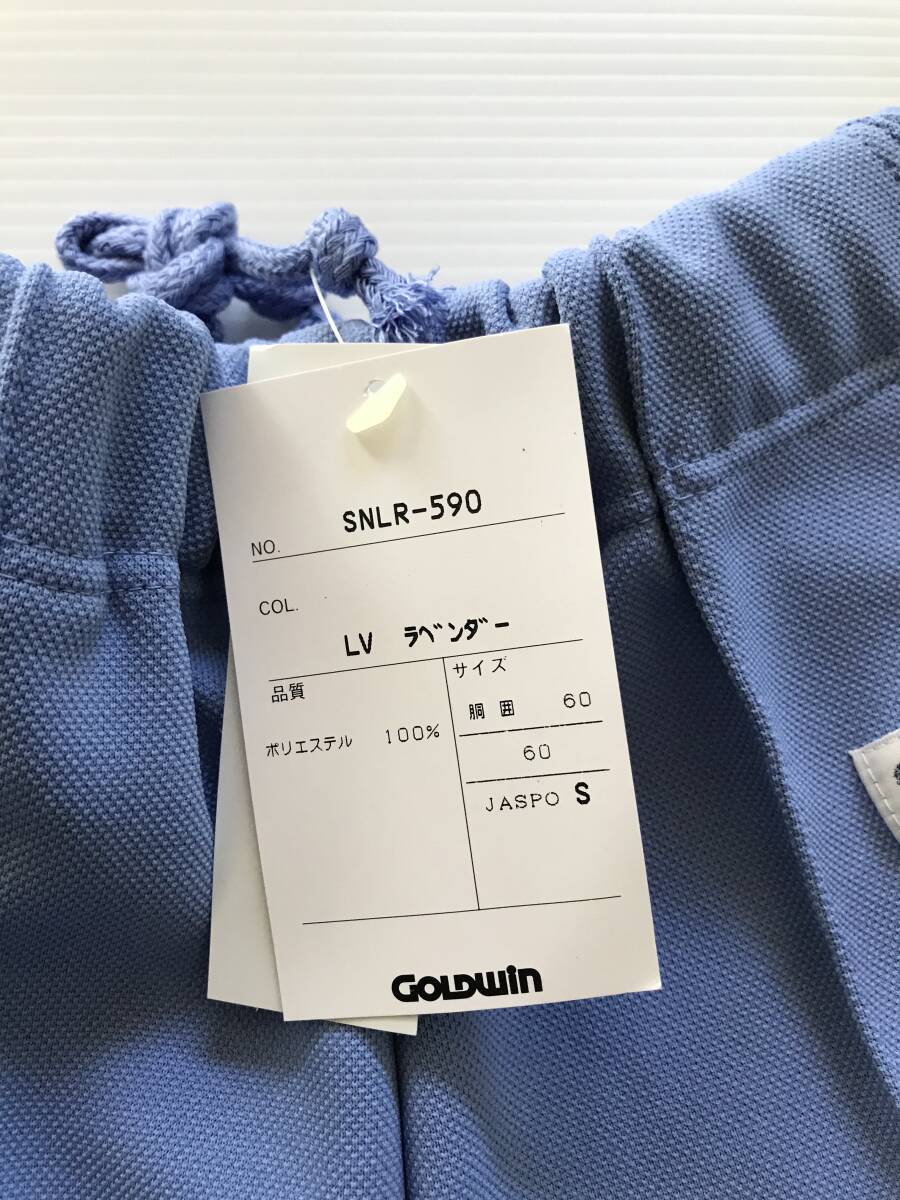 NO. SNLR-590
COL.
LV ラベンダー
品質
ポリエステル 100%
サイズ
胴囲 60
60
JASPO S
GOLDWIN